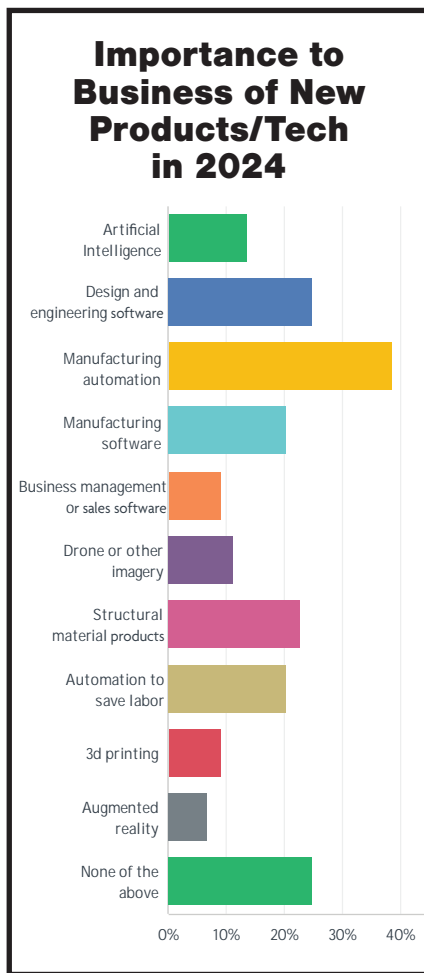 Importance to
Business of New
Products/Tech
in 2024
Artificial
Intelligence
Design and
engineering software
Manufacturing
automation
Manufacturing
software
Business management
or sales software
Drone or other
imagery
Structural
material products
Automation to
save labor
3d printing
Augmented
reality
None of the
above
0% 10% 20% 30% 40%